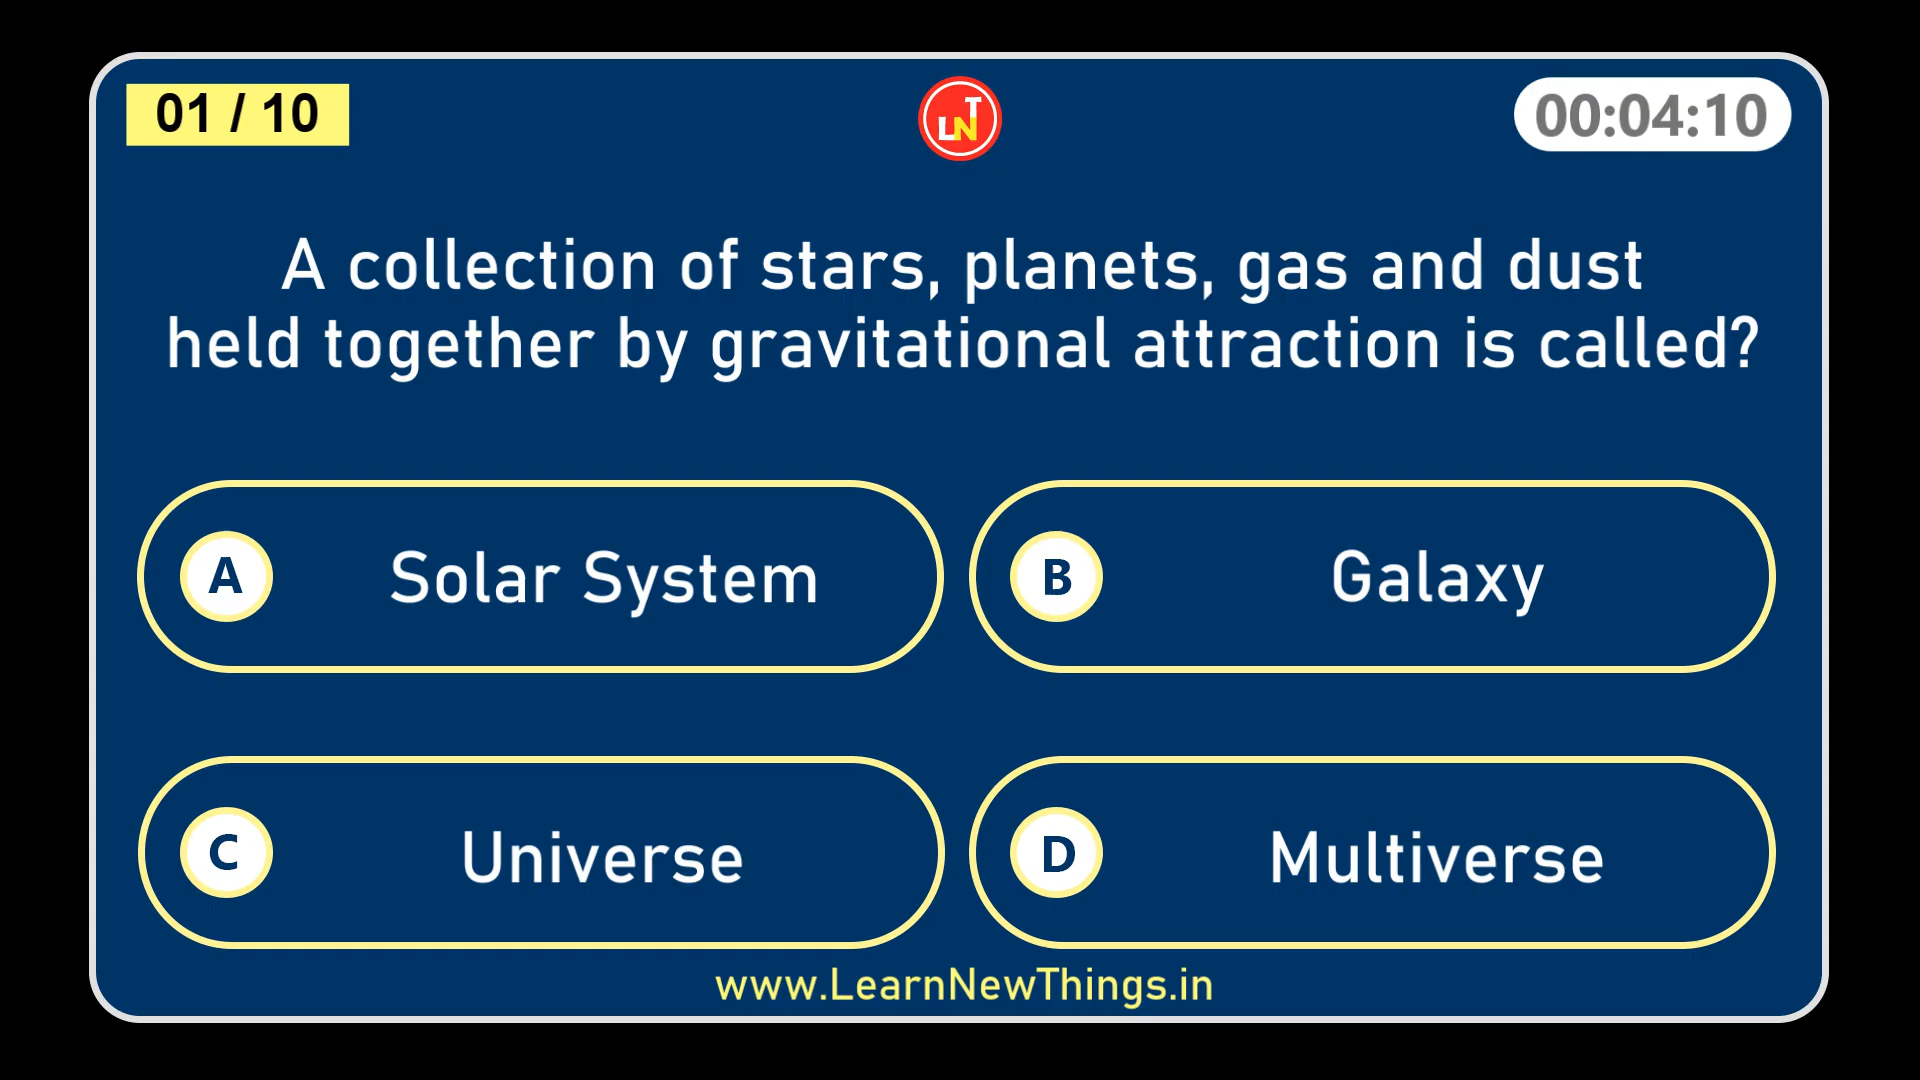 01 / 10
LNT
00:04:10
A collection of stars, planets, gas and dust
held together by gravitational attraction is called?
A Solar System
B Galaxy
C Universe
D Multiverse
www.LearnNewThings.in